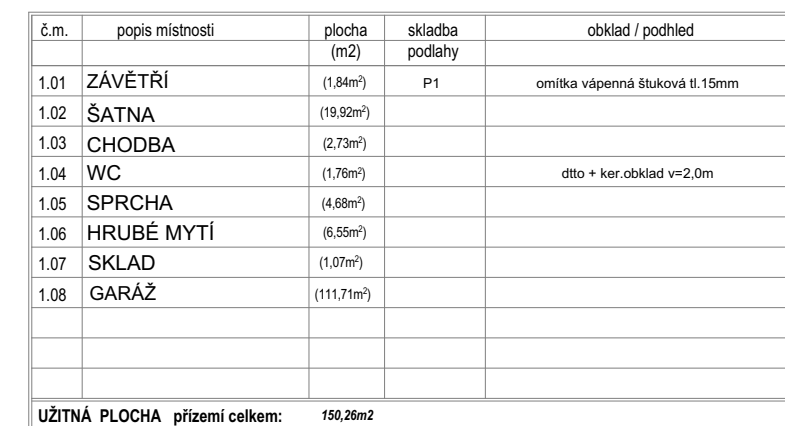 č.m. popis místnosti plocha skladba obklad / podhled
(m2) podlahy
1.01 ZÁVĚTŘÍ (1,84m²) P1 omítka vápenná štuková tl.15mm
1.02 ŠATNA (19,92m²)
1.03 CHODBA (2,73m²)
1.04 WC (1,76m²) dtto + ker.obklad v=2,0m
1.05 SPRCHA (4,68m²)
1.06 HRUBÉ MYTÍ (6,55m²)
1.07 SKLAD (1,07m²)
1.08 GARÁŽ (111,71m²)
UŽITNÁ PLOCHA přízemí celkem: 150,26m2